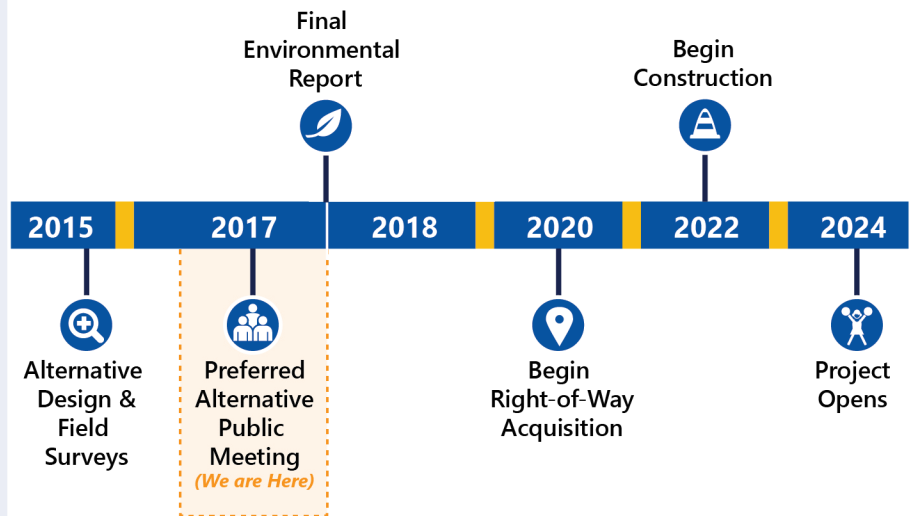 Final
Environmental
Report
Begin
Construction
2015
2017
2018
2020
2022
2024
Alternative
Design &
Field
Surveys
Preferred
Alternative
Public
Meeting
(We are Here)
Begin
Right-of-Way
Acquisition
Project
Opens